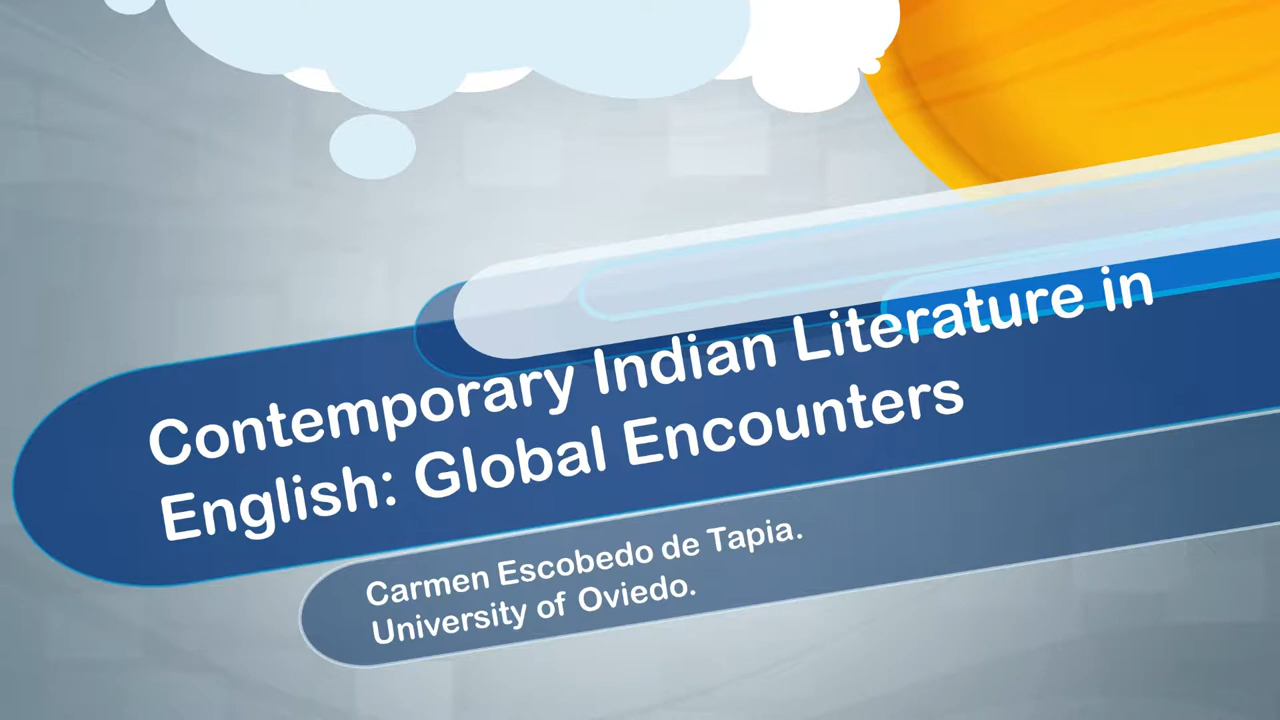 Contemporary Indian Literature in
English: Global Encounters
Carmen Escobedo de Tapia.
University of Oviedo.